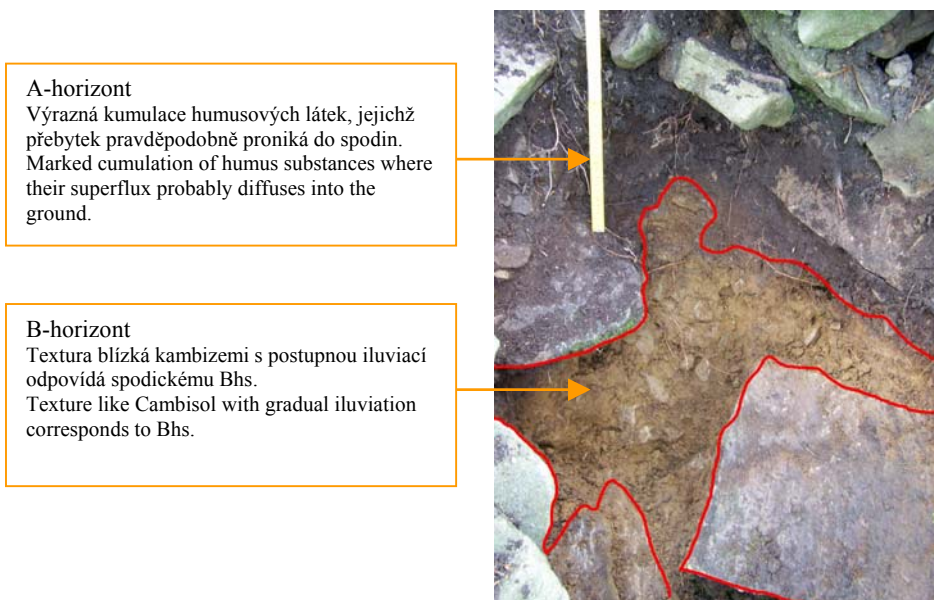 A-horizont
Výrazná kumulace humusových látek, jejichž
přebytek pravděpodobně proniká do spodin.
Marked cumulation of humus substances where
their superflux probably diffuses into the
ground.
B-horizont
Textura blízká kambizemi s postupnou iluviací
odpovídá spodickému Bhs.
Texture like Cambisol with gradual iluviation
corresponds to Bhs.